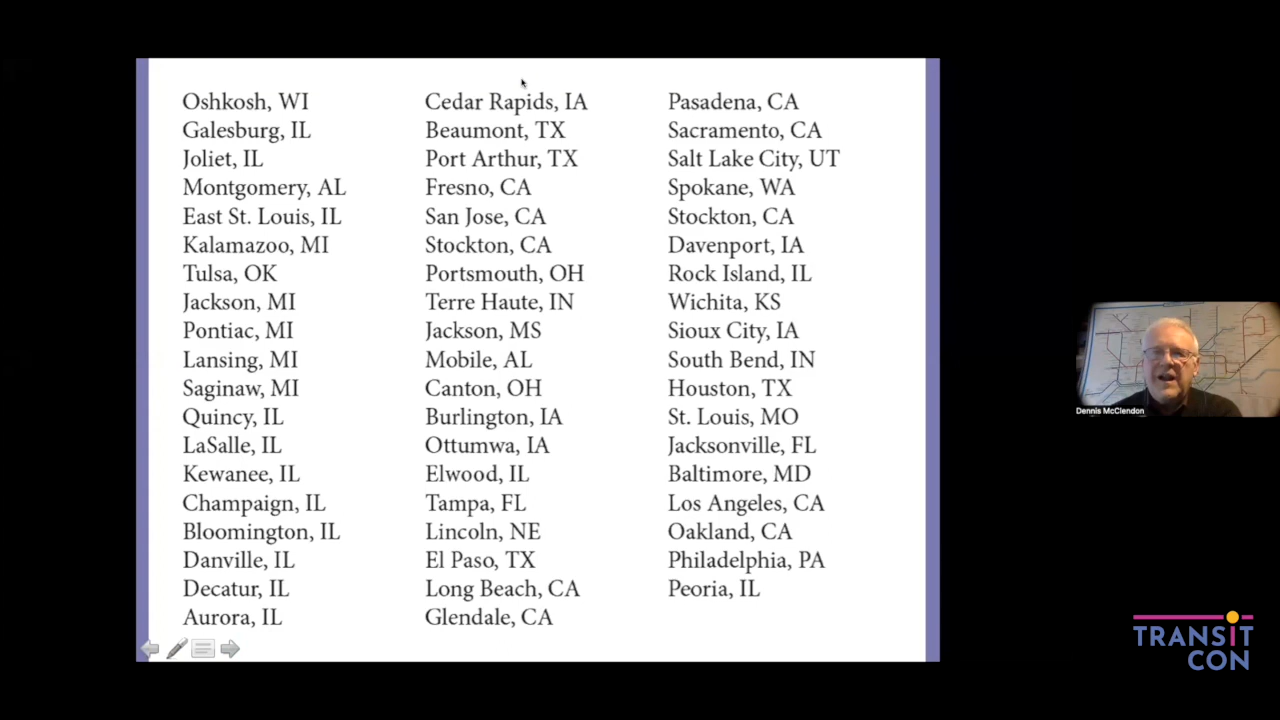 Oshkosh, WI
Galesburg, IL
Joliet, IL
Montgomery, AL
East St. Louis, IL
Kalamazoo, MI
Tulsa, OK
Jackson, MI
Pontiac, MI
Lansing, MI
Saginaw, MI
Quincy, IL
LaSalle, IL
Kewanee, IL
Champaign, IL
Bloomington, IL
Danville, IL
Decatur, IL
Aurora, IL
Cedar Rapids, IA
Beaumont, TX
Port Arthur, TX
Fresno, CA
San Jose, CA
Stockton, CA
Portsmouth, OH
Terre Haute, IN
Jackson, MS
Mobile, AL
Canton, OH
Burlington, IA
Ottumwa, IA
Elwood, IL
Tampa, FL
Lincoln, NE
El Paso, TX
Long Beach, CA
Glendale, CA
Pasadena, CA
Sacramento, CA
Salt Lake City, UT
Spokane, WA
Stockton, CA
Davenport, IA
Rock Island, IL
Wichita, KS
Sioux City, IA
South Bend, IN
Houston, TX
St. Louis, MO
Jacksonville, FL
Baltimore, MD
Los Angeles, CA
Oakland, CA
Philadelphia, PA
Peoria, IL
Dennis McClendon
TRANSIT
CON